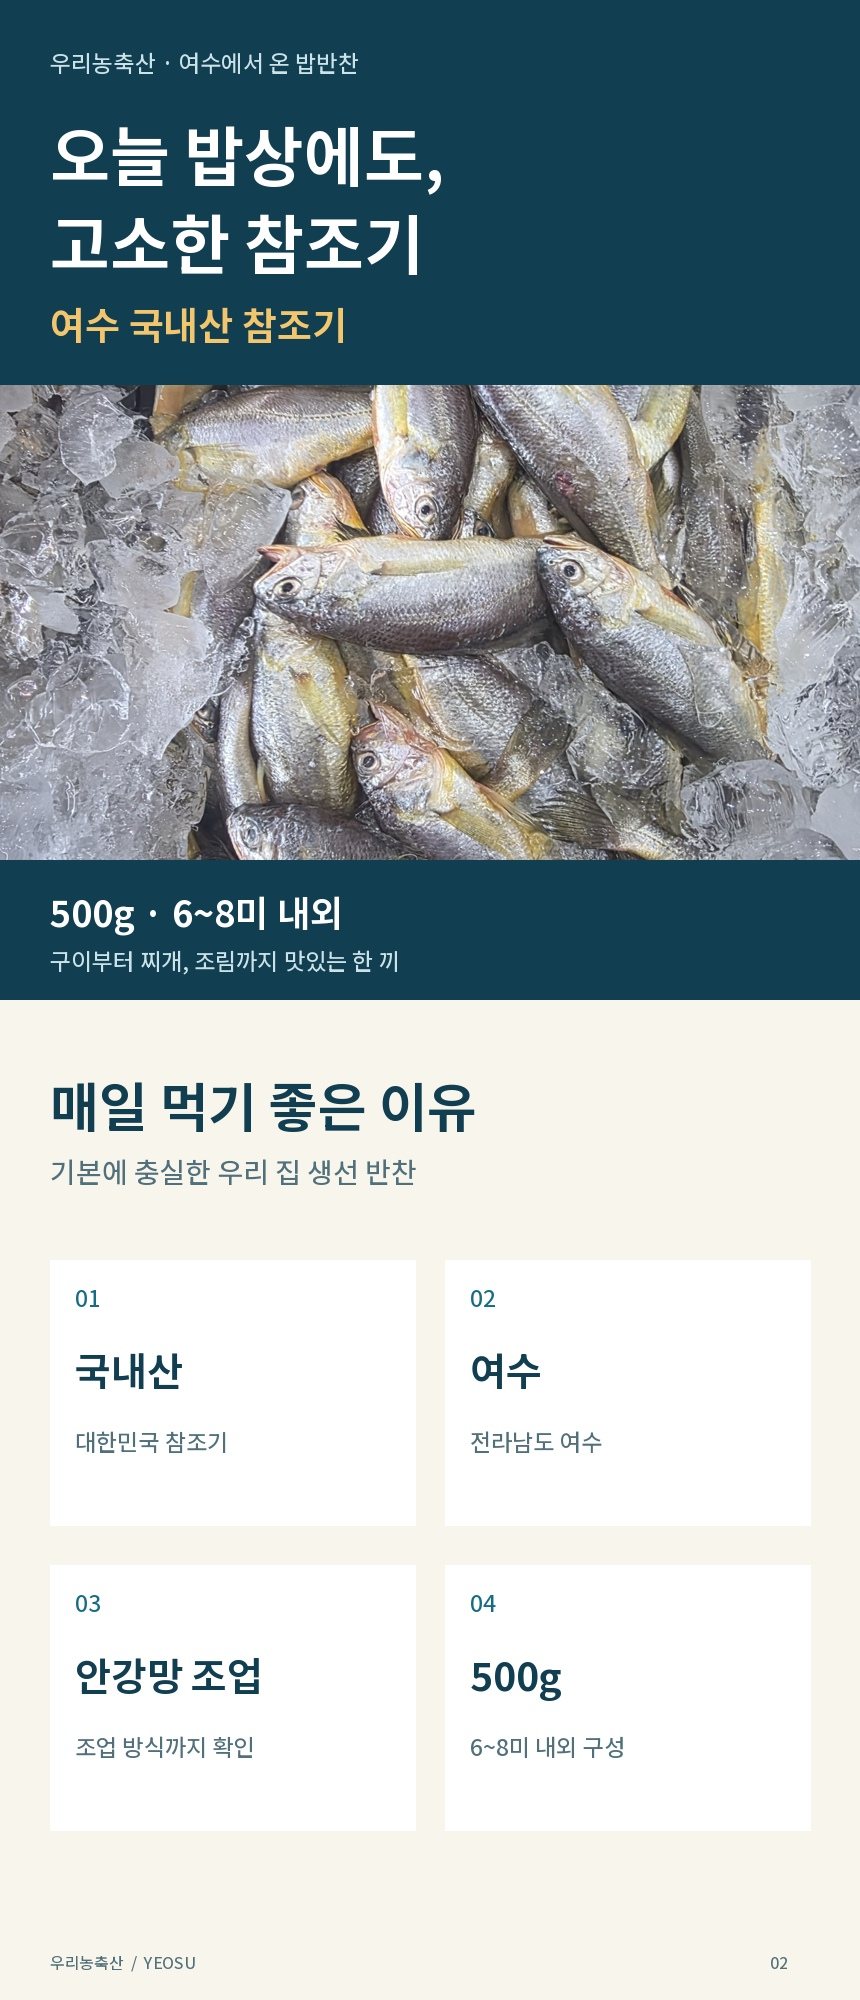 우리농축산 · 여수에서 온 밥반찬
오늘 밥상에도,
고소한 참조기
여수 국내산 참조기
500g · 6~8미 내외
구이부터 찌개, 조림까지 맛있는 한 끼
매일 먹기 좋은 이유
기본에 충실한 우리 집 생선 반찬
01
국내산
대한민국 참조기
02
여수
전라남도 여수
03
안강망 조업
조업 방식까지 확인
04
500g
6~8미 내외 구성
우리농축산 / YEOSU
02